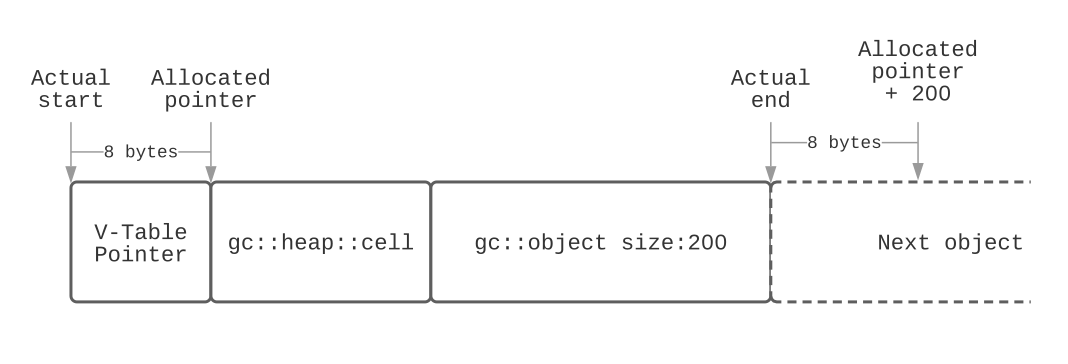 Actual
start
Allocated
pointer
Actual
end
Allocated
pointer
+ 200
8 bytes
8 bytes
V-Table
Pointer
gc::heap::cell
gc::object size:200
Next object